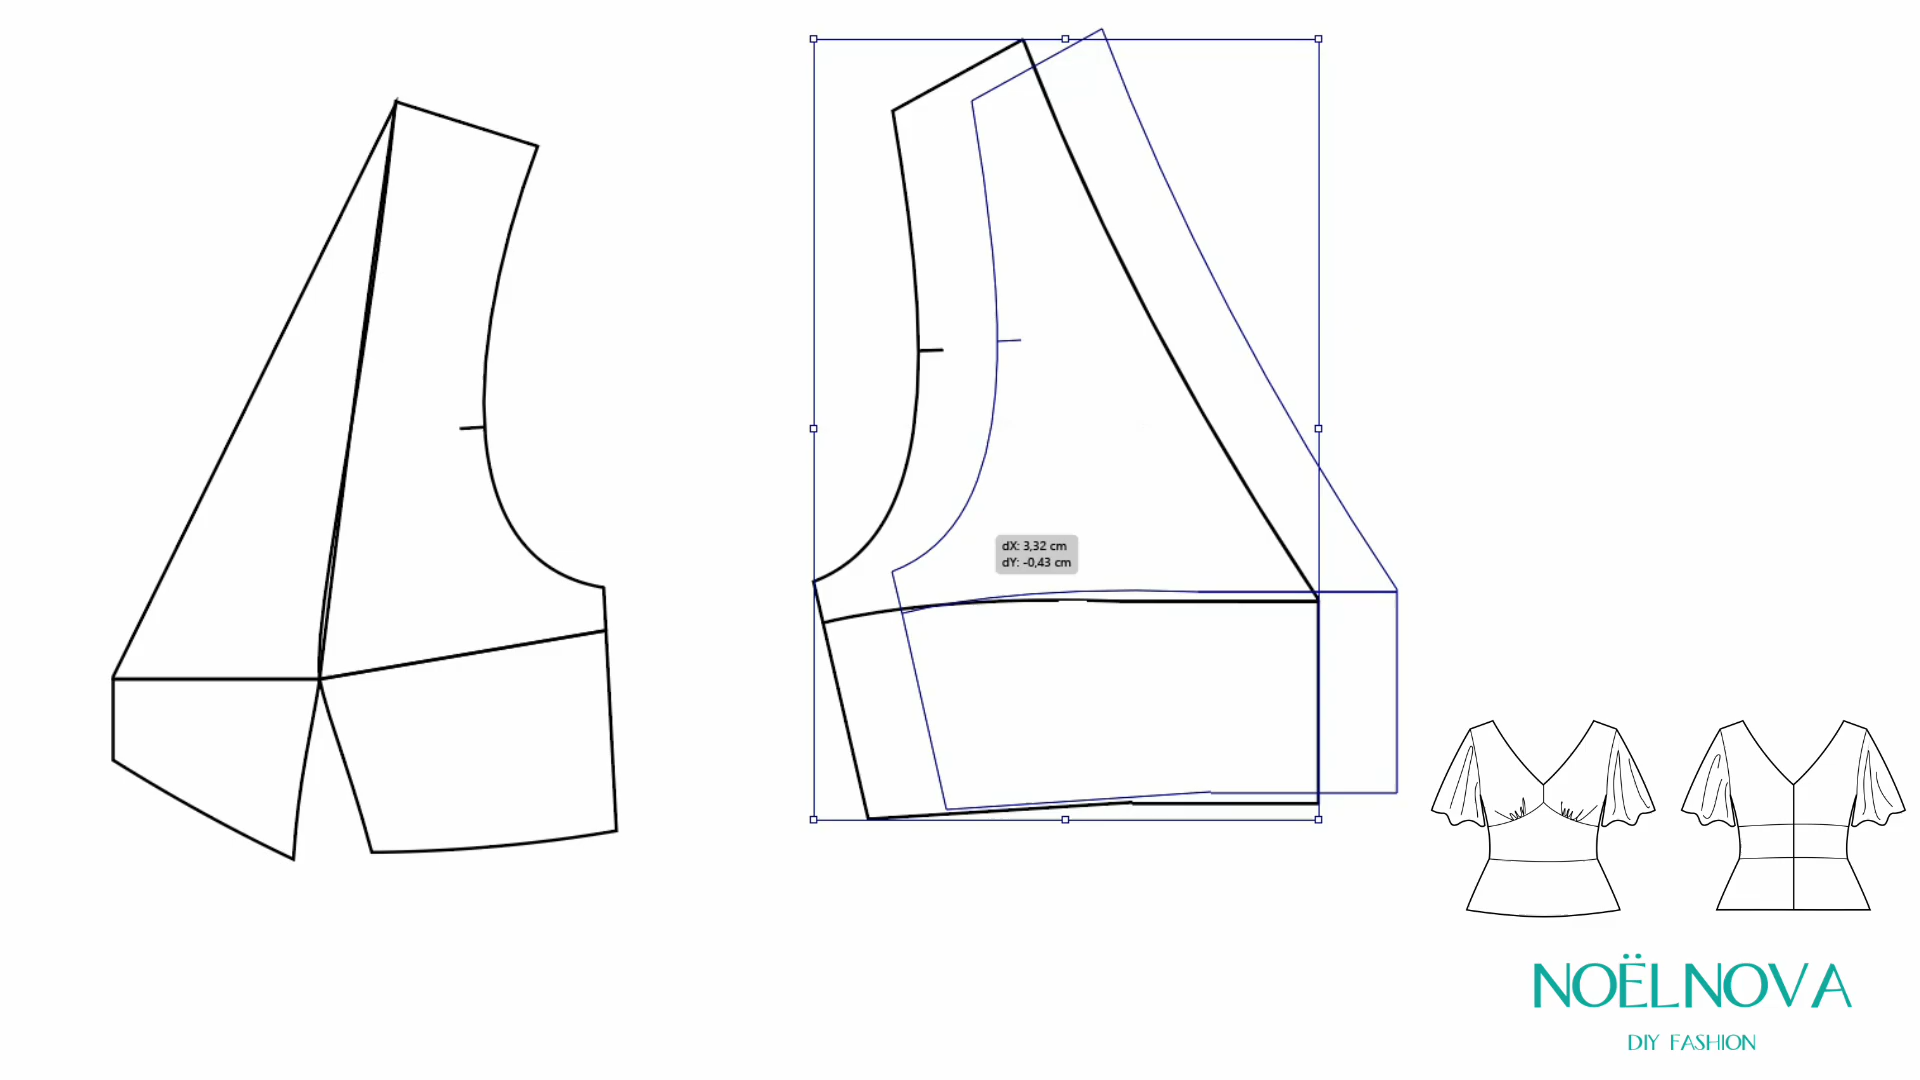 dX: 3,32 cm
dY: -0,43 cm
NOËLNOVA
DIY FASHION